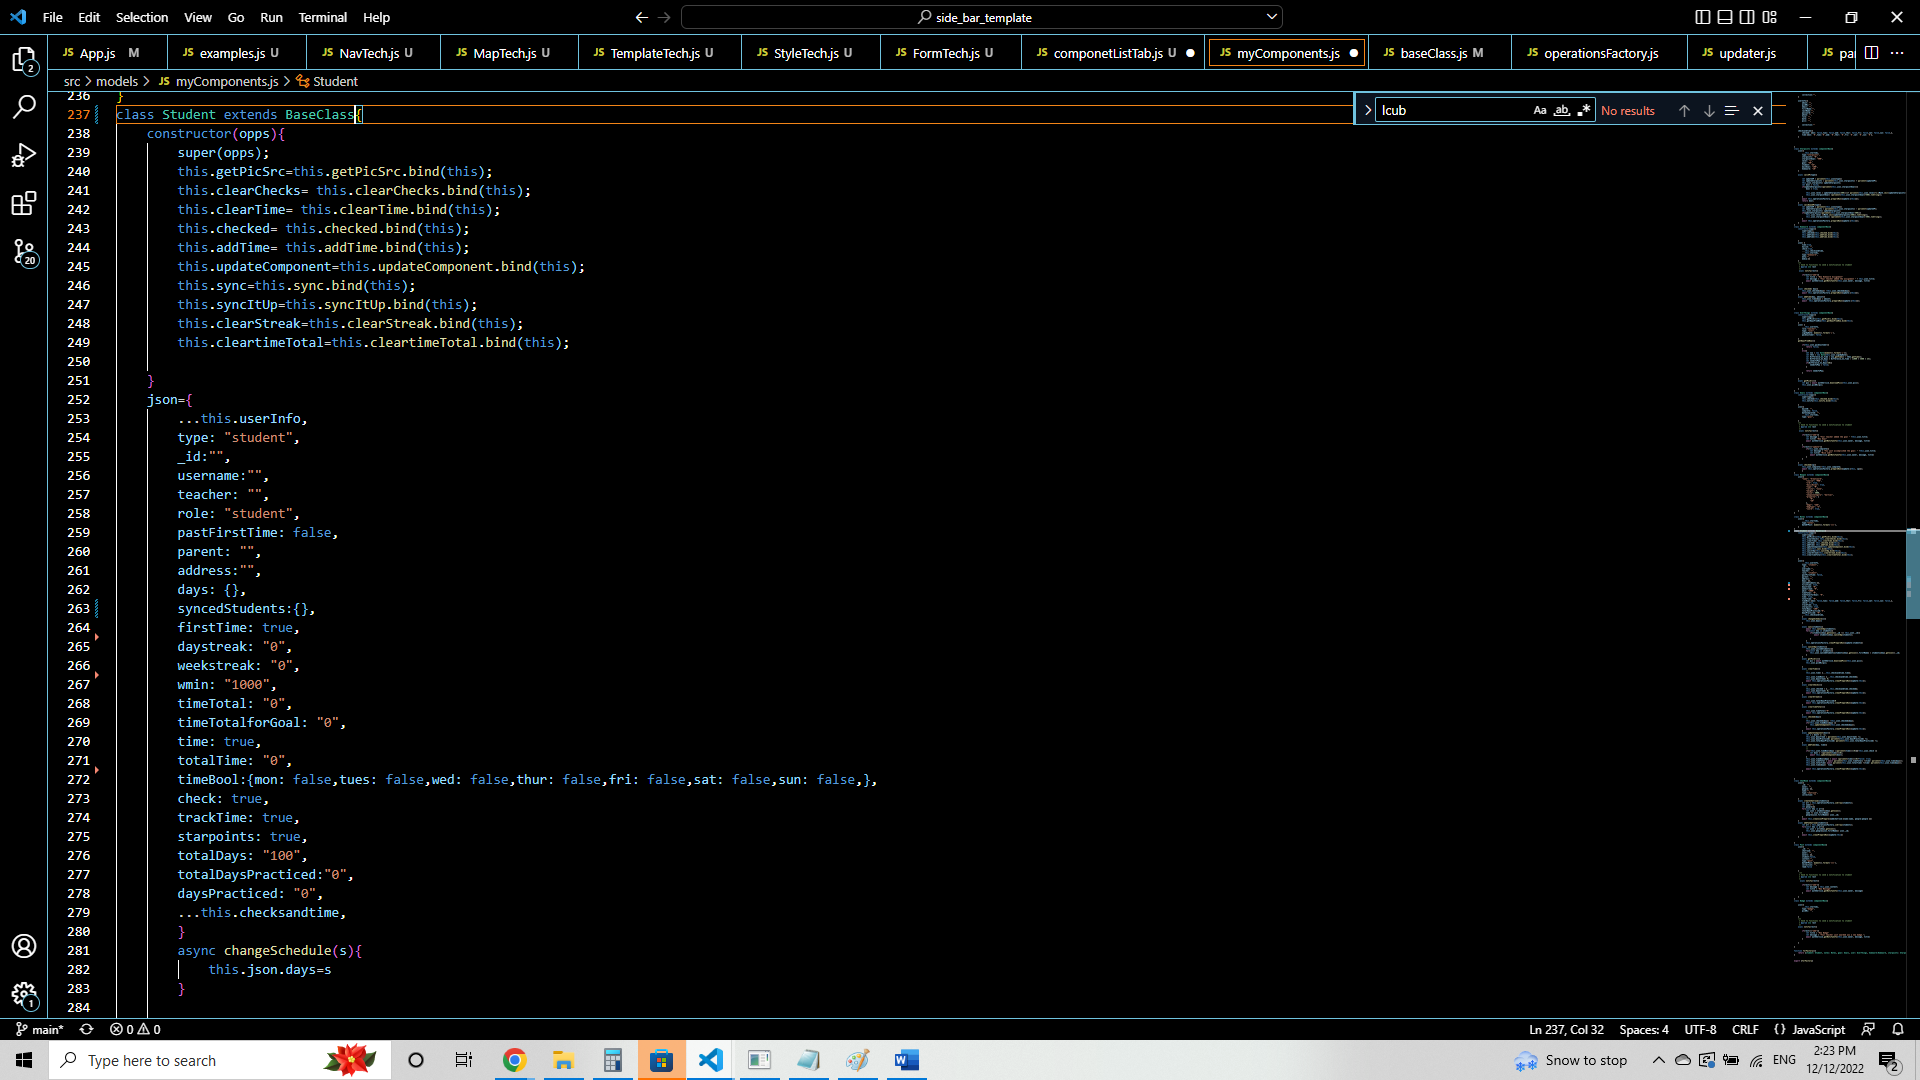 File Edit Selection View Go Run Terminal Help
side_bar_template
JS App.js M
JS examples.js U
JS NavTech.js U
JS MapTech.js U
JS TemplateTech.js U
JS StyleTech.js U
JS FormTech.js U
JS componetListTab.js U
JS myComponents.js
JS baseClass.js M
JS operationsFactory.js
JS updater.js
JS pa
src > models > JS myComponents.js > Student
lcub Aa ab .* No results
236 }
237 class Student extends BaseClass{
238 constructor(opps){
239 super(opps);
240 this.getPicSrc=this.getPicSrc.bind(this);
241 this.clearChecks= this.clearChecks.bind(this);
242 this.clearTime= this.clearTime.bind(this);
243 this.checked= this.checked.bind(this);
244 this.addTime= this.addTime.bind(this);
245 this.updateComponent=this.updateComponent.bind(this);
246 this.sync=this.sync.bind(this);
247 this.syncItUp=this.syncItUp.bind(this);
248 this.clearStreak=this.clearStreak.bind(this);
249 this.cleartimeTotal=this.cleartimeTotal.bind(this);
250
251 }
252 json={
253 ...this.userInfo,
254 type: "student",
255 _id:"",
256 username:"",
257 teacher: "",
258 role: "student",
259 pastFirstTime: false,
260 parent: "",
261 address:"",
262 days: {},
263 syncedStudents:{},
264 firstTime: true,
265 daystreak: "0",
266 weekstreak: "0",
267 wmin: "1000",
268 timeTotal: "0",
269 timeTotalforGoal: "0",
270 time: true,
271 totalTime: "0",
272 timeBool:{mon: false,tues: false,wed: false,thur: false,fri: false,sat: false,sun: false,},
273 check: true,
274 trackTime: true,
275 starpoints: true,
276 totalDays: "100",
277 totalDaysPracticed:"0",
278 daysPracticed: "0",
279 ...this.checksandtime,
280 }
281 async changeSchedule(s){
282 this.json.days=s
283 }
284
2
20
1
main* 0 0
Ln 237, Col 32 Spaces: 4 UTF-8 CRLF {} JavaScript
Type here to search
Snow to stop
ENG
2:23 PM
12/12/2022
2